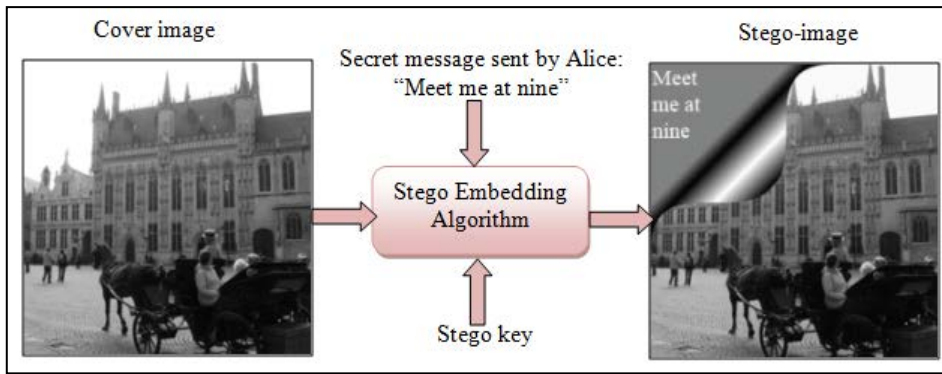 Cover image
Secret message sent by Alice:
“Meet me at nine”
Stego Embedding
Algorithm
Stego key
Stego-image
Meet
me at
nine